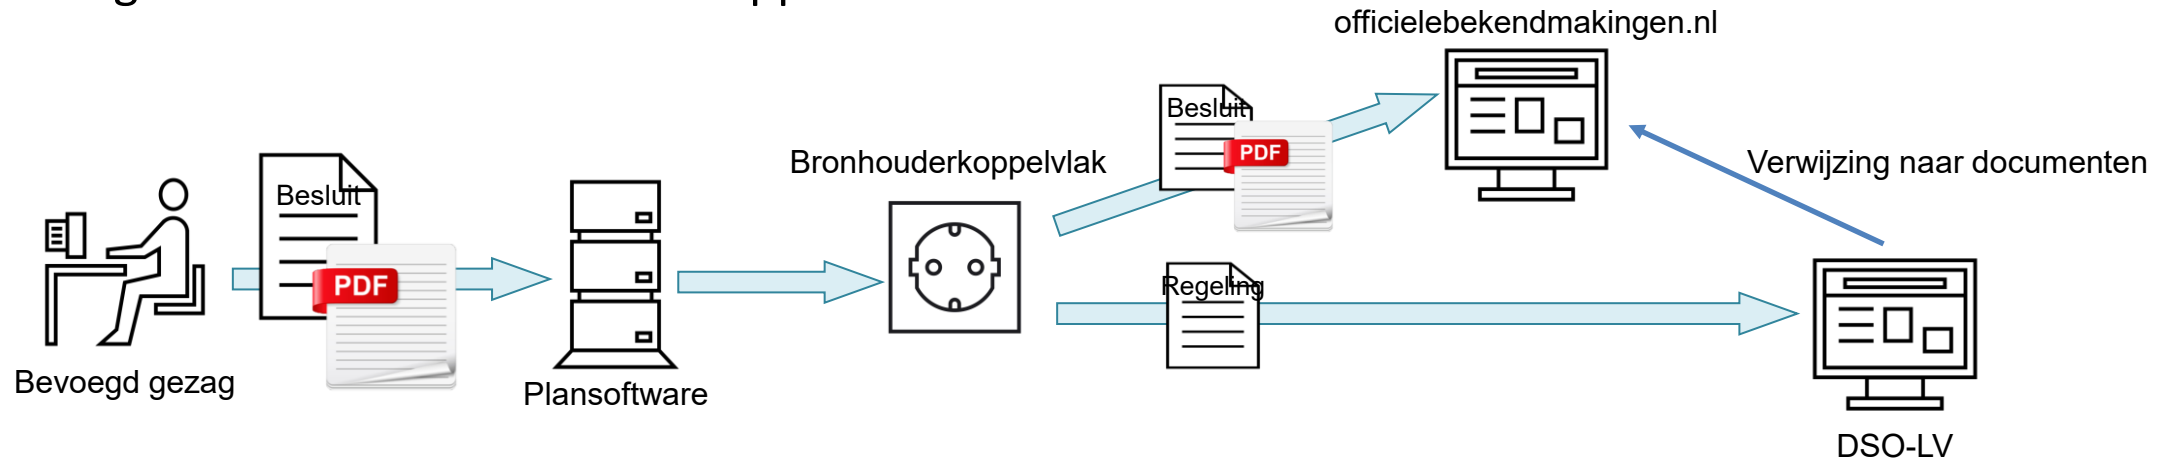 officielebekendmakingen.nl
Besluit
PDF
Bronhouderkoppelvlak
Verwijzing naar documenten
Besluit
PDF
Regeling
Bevoegd gezag
Plansoftware
DSO-LV